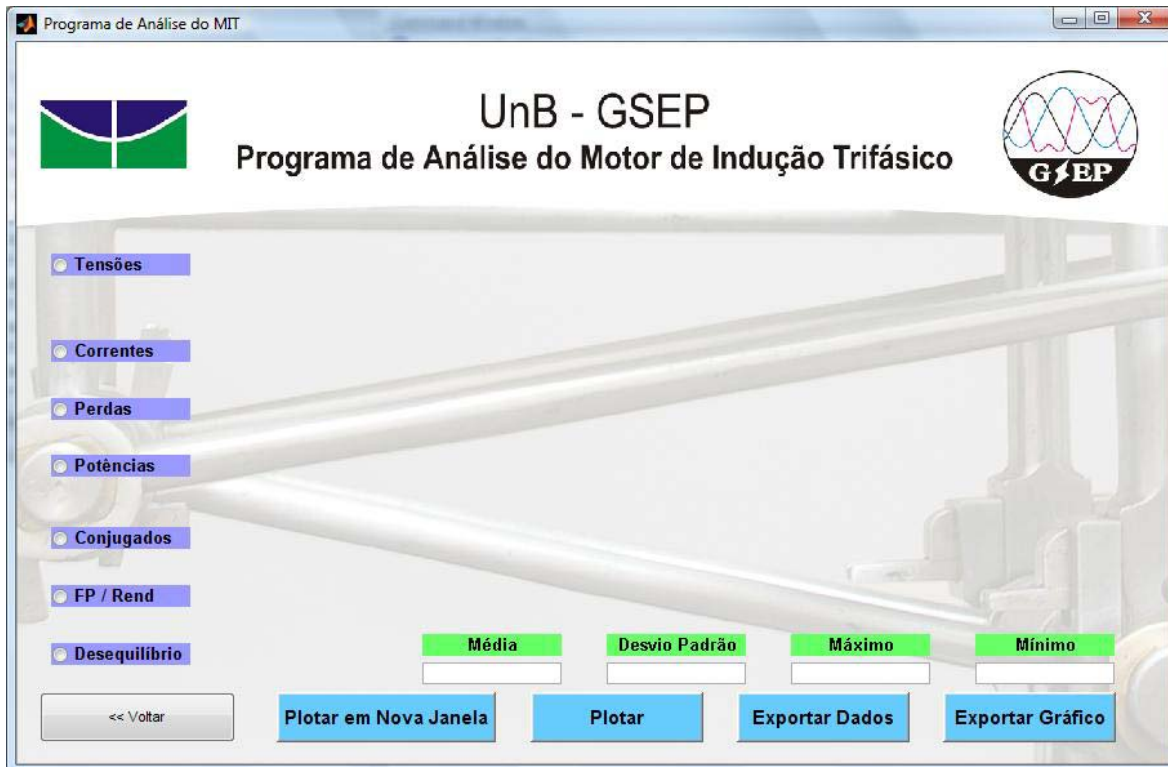 Programa de Análise do MIT
UnB - GSEP
Programa de Análise do Motor de Indução Trifásico
GSEP
Tensões
Correntes
Perdas
Potências
Conjugados
FP / Rend
Desequilíbrio
Média
Desvio Padrão
Máximo
Mínimo
<< Voltar
Plotar em Nova Janela
Plotar
Exportar Dados
Exportar Gráfico